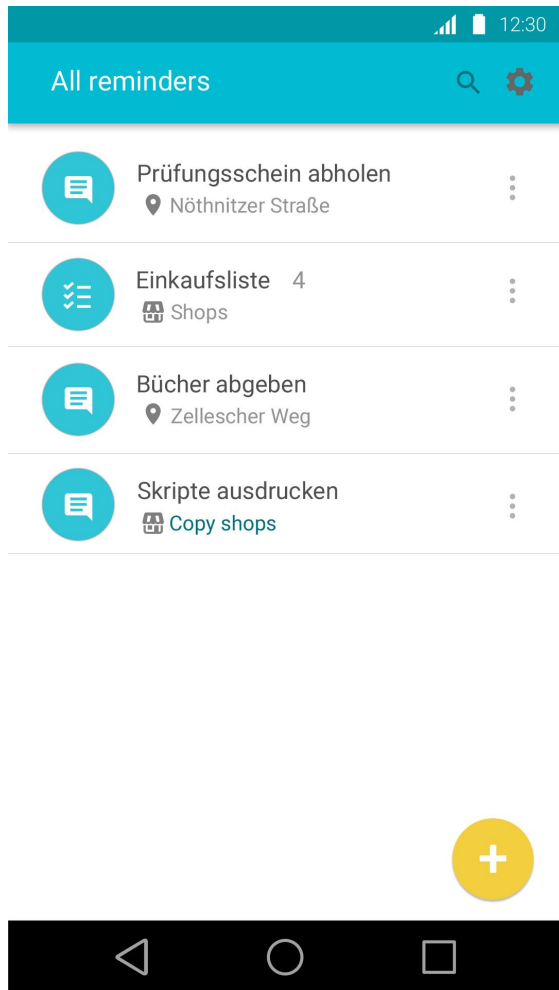 12:30
All reminders
Prüfungsschein abholen
Nöthnitzer Straße
Einkaufsliste 4
Shops
Bücher abgeben
Zellescher Weg
Skripte ausdrucken
Copy shops